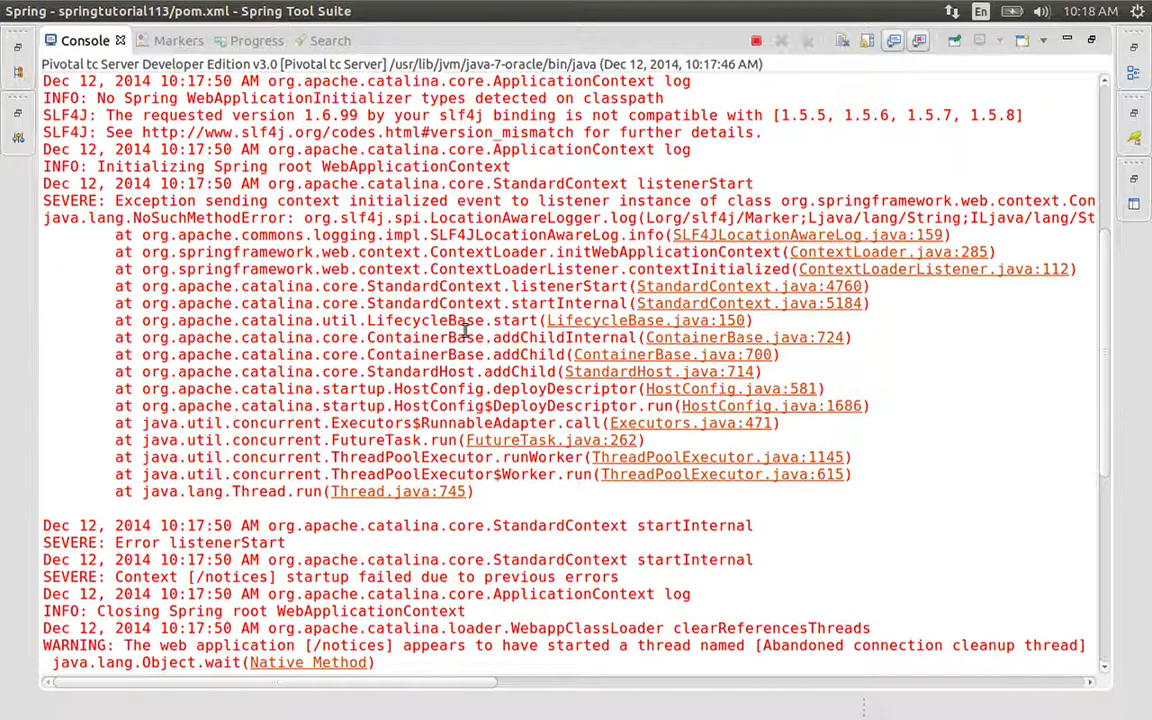 Spring - springtutorial113/pom.xml - Spring Tool Suite
En
10:18 AM
Console
Markers
Progress
Search
Pivotal tc Server Developer Edition v3.0 [Pivotal tc Server] /usr/lib/jvm/java-7-oracle/bin/java (Dec 12, 2014, 10:17:46 AM)
Dec 12, 2014 10:17:50 AM org.apache.catalina.core.ApplicationContext log
INFO: No Spring WebApplicationInitializer types detected on classpath
SLF4J: The requested version 1.6.99 by your slf4j binding is not compatible with [1.5.5, 1.5.6, 1.5.7, 1.5.8]
SLF4J: See http://www.slf4j.org/codes.html#version_mismatch for further details.
Dec 12, 2014 10:17:50 AM org.apache.catalina.core.ApplicationContext log
INFO: Initializing Spring root WebApplicationContext
Dec 12, 2014 10:17:50 AM org.apache.catalina.core.StandardContext listenerStart
SEVERE: Exception sending context initialized event to listener instance of class org.springframework.web.context.Con
java.lang.NoSuchMethodError: org.slf4j.spi.LocationAwareLogger.log(Lorg/slf4j/Marker;Ljava/lang/String;ILjava/lang/St
at org.apache.commons.logging.impl.SLF4JLocationAwareLog.info(SLF4JLocationAwareLog.java:159)
at org.springframework.web.context.ContextLoader.initWebApplicationContext(ContextLoader.java:285)
at org.springframework.web.context.ContextLoaderListener.contextInitialized(ContextLoaderListener.java:112)
at org.apache.catalina.core.StandardContext.listenerStart(StandardContext.java:4760)
at org.apache.catalina.core.StandardContext.startInternal(StandardContext.java:5184)
at org.apache.catalina.util.LifecycleBase.start(LifecycleBase.java:150)
at org.apache.catalina.core.ContainerBase.addChildInternal(ContainerBase.java:724)
at org.apache.catalina.core.ContainerBase.addChild(ContainerBase.java:700)
at org.apache.catalina.core.StandardHost.addChild(StandardHost.java:714)
at org.apache.catalina.startup.HostConfig.deployDescriptor(HostConfig.java:581)
at org.apache.catalina.startup.HostConfig$DeployDescriptor.run(HostConfig.java:1686)
at java.util.concurrent.Executors$RunnableAdapter.call(Executors.java:471)
at java.util.concurrent.FutureTask.run(FutureTask.java:262)
at java.util.concurrent.ThreadPoolExecutor.runWorker(ThreadPoolExecutor.java:1145)
at java.util.concurrent.ThreadPoolExecutor$Worker.run(ThreadPoolExecutor.java:615)
at java.lang.Thread.run(Thread.java:745)
Dec 12, 2014 10:17:50 AM org.apache.catalina.core.StandardContext startInternal
SEVERE: Error listenerStart
Dec 12, 2014 10:17:50 AM org.apache.catalina.core.StandardContext startInternal
SEVERE: Context [/notices] startup failed due to previous errors
Dec 12, 2014 10:17:50 AM org.apache.catalina.core.ApplicationContext log
INFO: Closing Spring root WebApplicationContext
Dec 12, 2014 10:17:50 AM org.apache.catalina.loader.WebappClassLoader clearReferencesThreads
WARNING: The web application [/notices] appears to have started a thread named [Abandoned connection cleanup thread]
java.lang.Object.wait(Native Method)